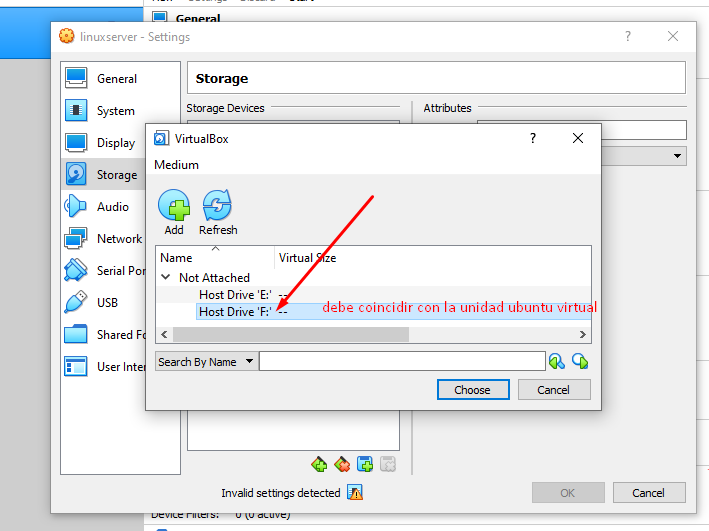 General
linuxserver - Settings
?
General
System
Display
Storage
Audio
Network
Serial Por
USB
Shared Fo
User Inter
Storage
Storage Devices
Attributes
VirtualBox
?
Medium
Add
Refresh
Name
Virtual Size
Not Attached
Host Drive 'E:' --
Host Drive 'F:' --
debe coincidir con la unidad ubuntu virtual
Search By Name
Choose
Cancel
Invalid settings detected
OK
Cancel
Device Filters: 0 (0 active)